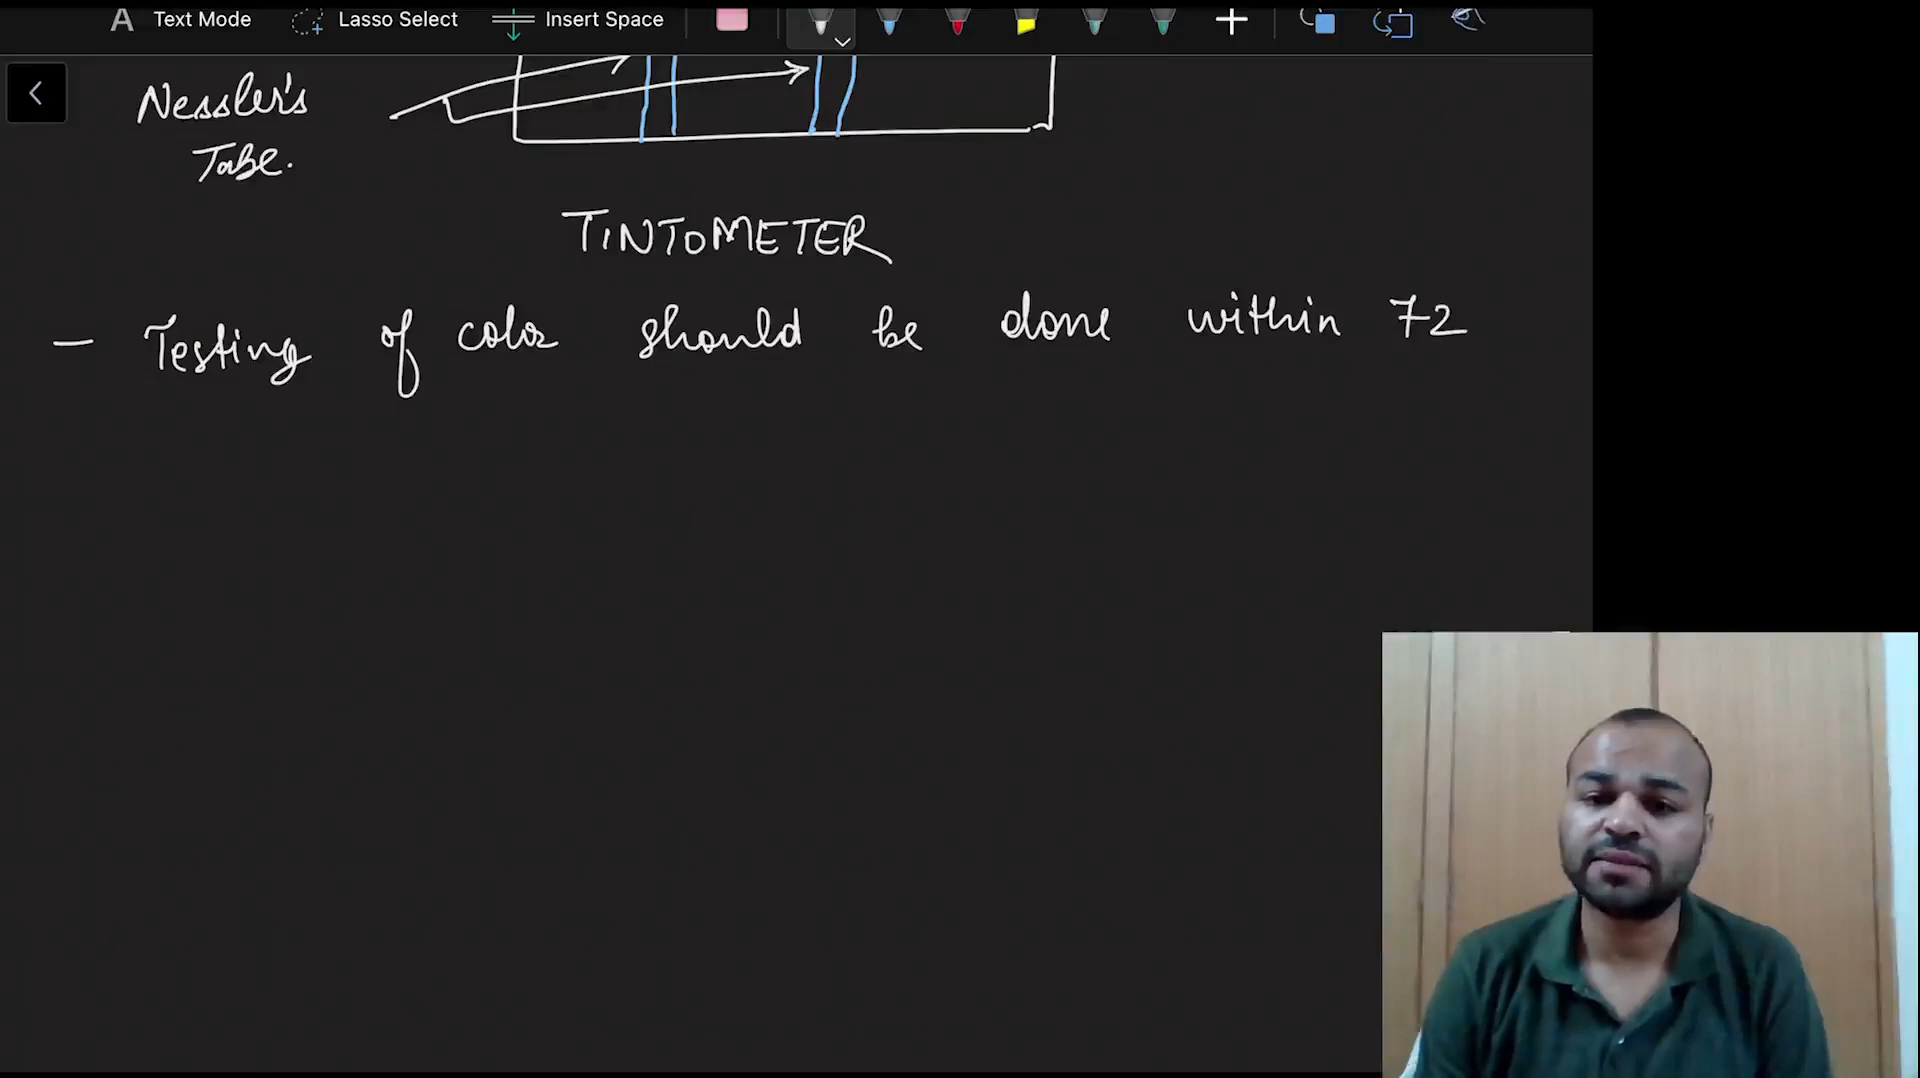 Text Mode Lasso Select Insert Space
Nessler's
Tube.
TINTOMETER
- Testing of color should be done within 72